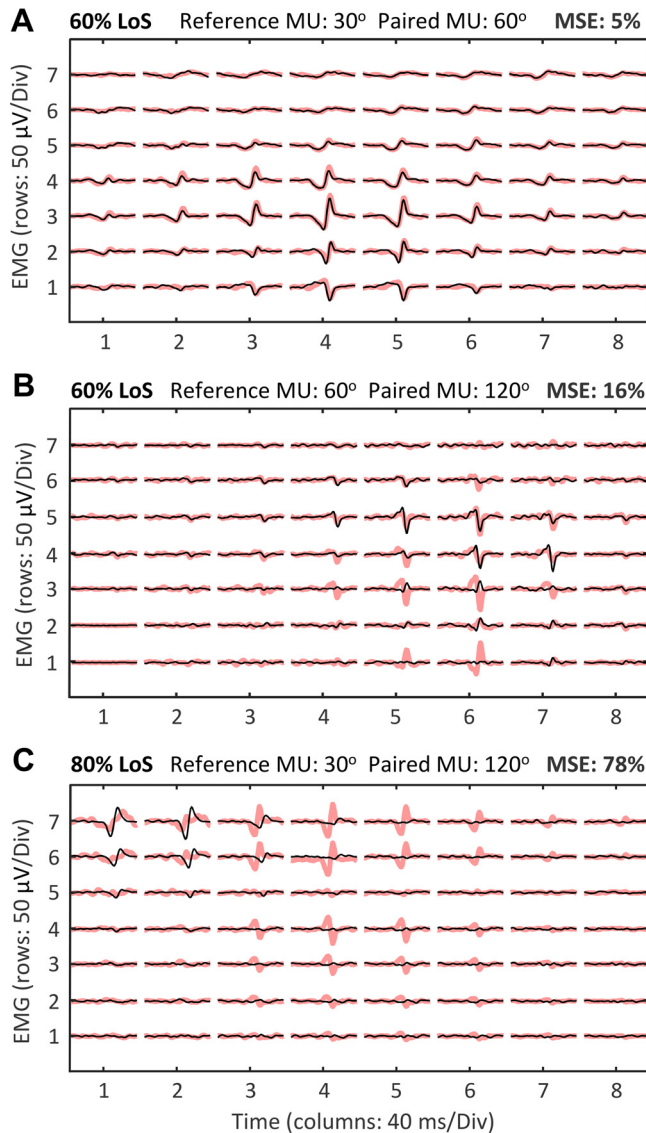 A 60% LoS Reference MU: 30° Paired MU: 60° MSE: 5%
EMG (rows: 50 µV/Div)
7
6
5
4
3
2
1
1 2 3 4 5 6 7 8
B 60% LoS Reference MU: 60° Paired MU: 120° MSE: 16%
EMG (rows: 50 µV/Div)
7
6
5
4
3
2
1
1 2 3 4 5 6 7 8
C 80% LoS Reference MU: 30° Paired MU: 120° MSE: 78%
EMG (rows: 50 µV/Div)
7
6
5
4
3
2
1
1 2 3 4 5 6 7 8
Time (columns: 40 ms/Div)